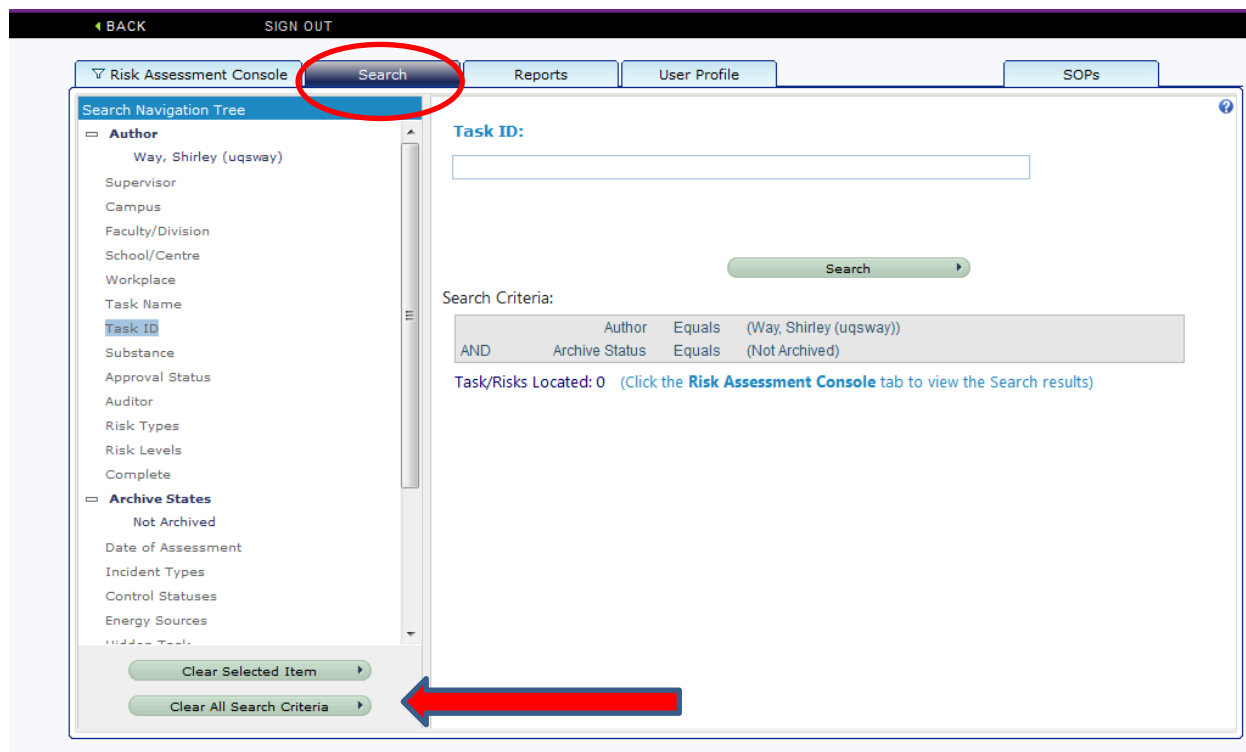 BACK SIGN OUT
Risk Assessment Console Search Reports User Profile SOPs
Search Navigation Tree
Author
Way, Shirley (uqsway)
Supervisor
Campus
Faculty/Division
School/Centre
Workplace
Task Name
Task ID
Substance
Approval Status
Auditor
Risk Types
Risk Levels
Complete
Archive States
Not Archived
Date of Assessment
Incident Types
Control Statuses
Energy Sources
Clear Selected Item
Clear All Search Criteria
?
Task ID:
Search
Search Criteria:
Author Equals (Way, Shirley (uqsway))
AND Archive Status Equals (Not Archived)
Task/Risks Located: 0 (Click the Risk Assessment Console tab to view the Search results)